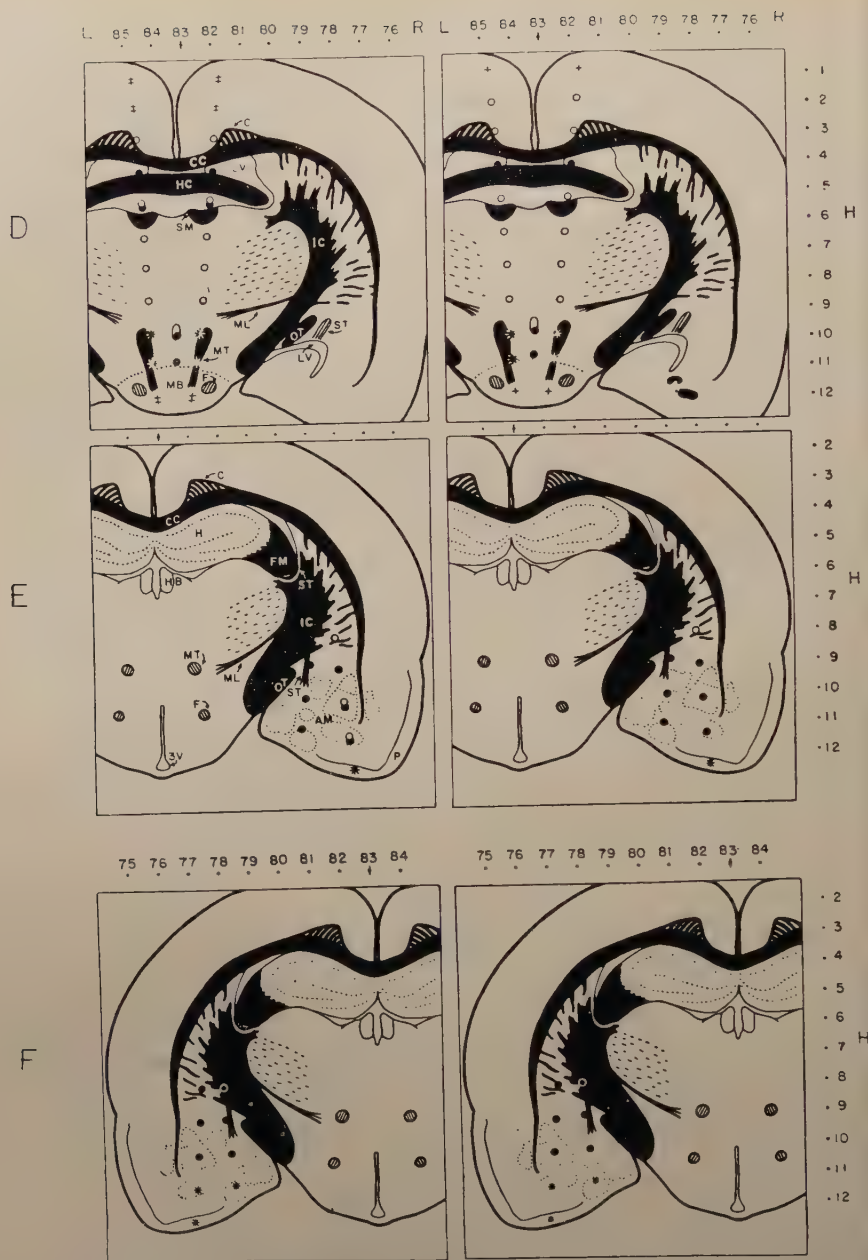 L 85 84 83 82 81 80 79 78 77 76 R L 85 84 83 82 81 80 79 78 77 76 R
1
2
3
4
5
6
7
8
9
10
11
12
H
D
C
CC
LV
HC
SM
IC
ML
OT
ST
LV
MT
F
MB
2
3
4
5
6
7
8
9
10
11
12
H
E
C
CC
H
FM
HB
ST
IC
MT
ML
OT
ST
F
AM
3V
P
75 76 77 78 79 80 81 82 83 84 75 76 77 78 79 80 81 82 83 84
2
3
4
5
6
7
8
9
10
11
12
H
F